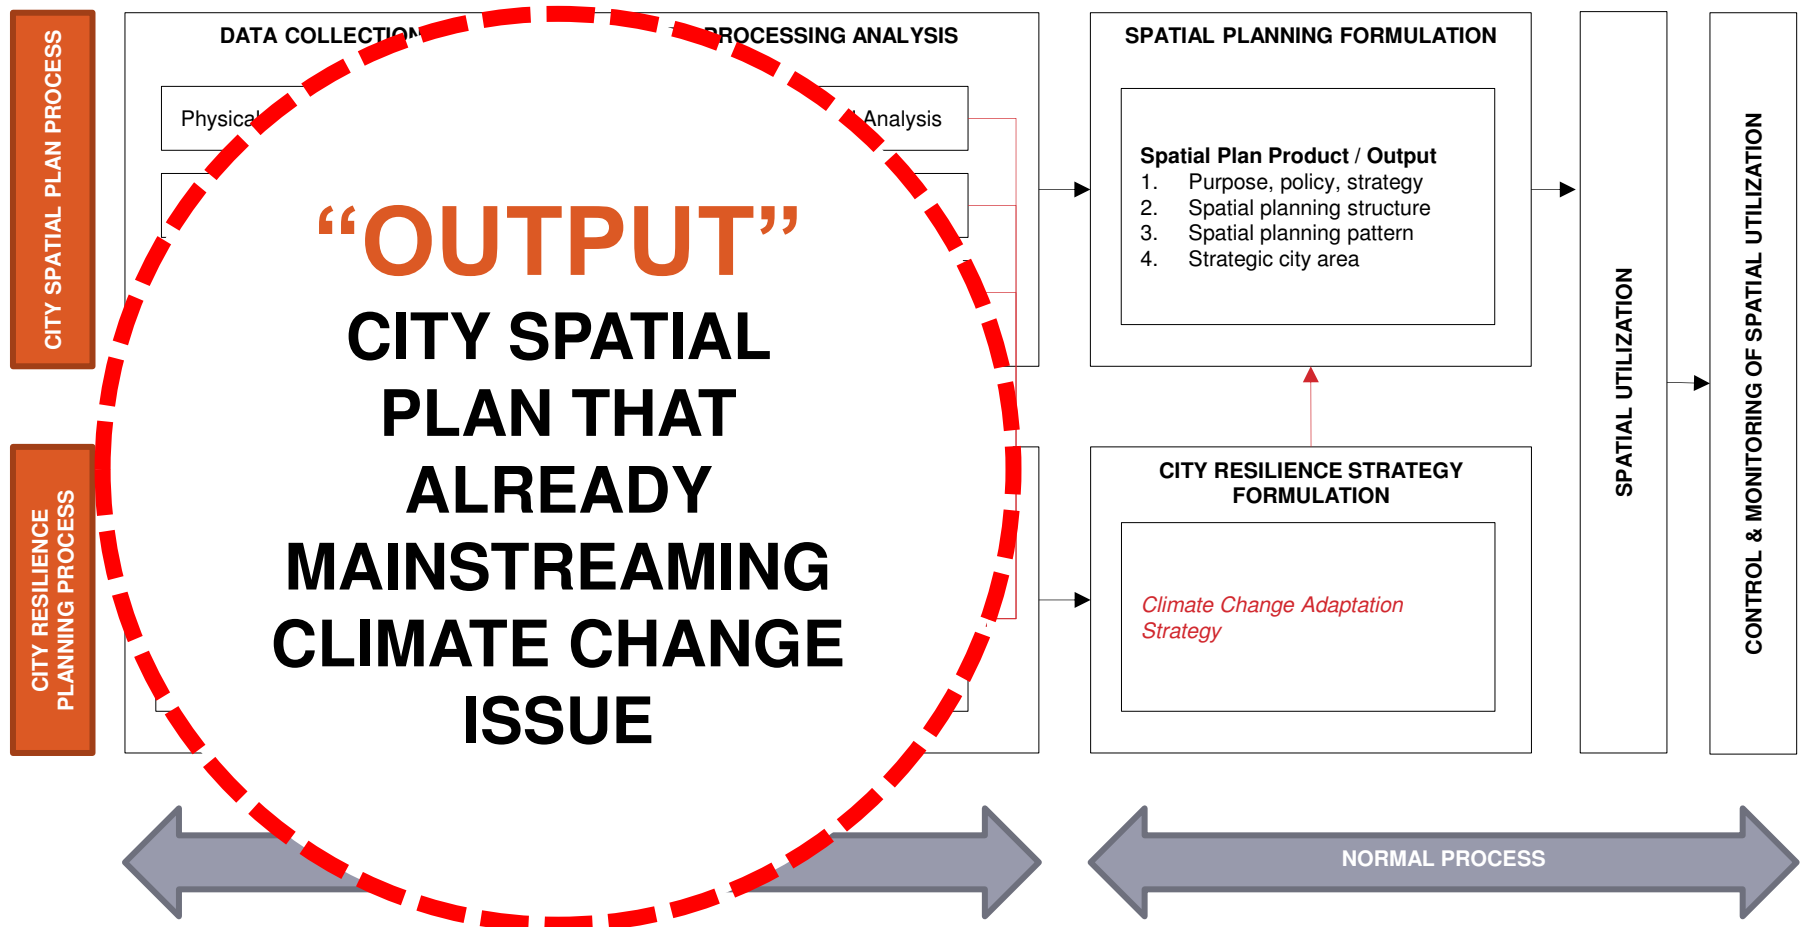 CITY SPATIAL PLAN PROCESS
DATA COLLECTION
PROCESSING ANALYSIS
Physical
Analysis
“OUTPUT”
CITY SPATIAL
PLAN THAT
ALREADY
MAINSTREAMING
CLIMATE CHANGE
ISSUE
SPATIAL PLANNING FORMULATION
Spatial Plan Product / Output
1. Purpose, policy, strategy
2. Spatial planning structure
3. Spatial planning pattern
4. Strategic city area
CITY RESILIENCE
PLANNING PROCESS
CITY RESILIENCE STRATEGY
FORMULATION
Climate Change Adaptation
Strategy
SPATIAL UTILIZATION
CONTROL & MONITORING OF SPATIAL UTILIZATION
NORMAL PROCESS